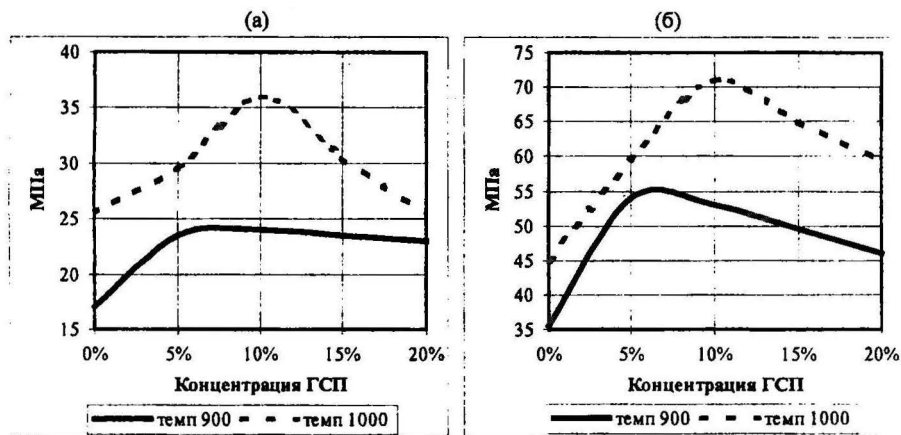 (а)
МПа
40
35
30
25
20
15
0% 5% 10% 15% 20%
Концентрация ГСП
темп 900 темп 1000
(б)
МПа
75
70
65
60
55
50
45
40
35
0% 5% 10% 15% 20%
Концентрация ГСП
темп 900 темп 1000